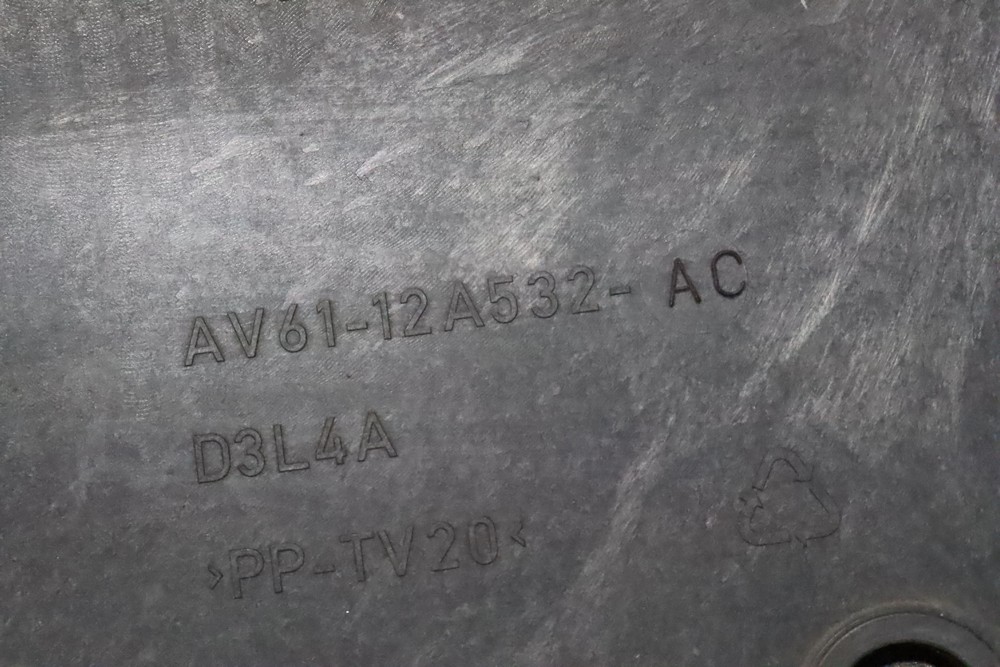 AV61-12A532- AC
D3L4A
>PP-TV20<